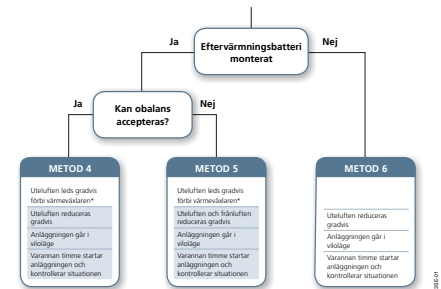 Ja
Eftervärmningsbatteri
monterat
Nej
Ja
Kan obalans
accepteras?
Nej
METOD 4
Uteluften leds gradvis
förbi värmeväxlaren*
Uteluften reduceras
gradvis
Anläggningen går i
viloläge
Varannan timme startar
anläggningen och
kontrollerar situationen
METOD 5
Uteluften leds gradvis
förbi värmeväxlaren*
Uteluften och frånluften
reduceras gradvis
Anläggningen går i
viloläge
Varannan timme startar
anläggningen och
kontrollerar situationen
METOD 6
Uteluften reduceras
gradvis
Anläggningen går i
viloläge
Varannan timme startar
anläggningen och
kontrollerar situationen